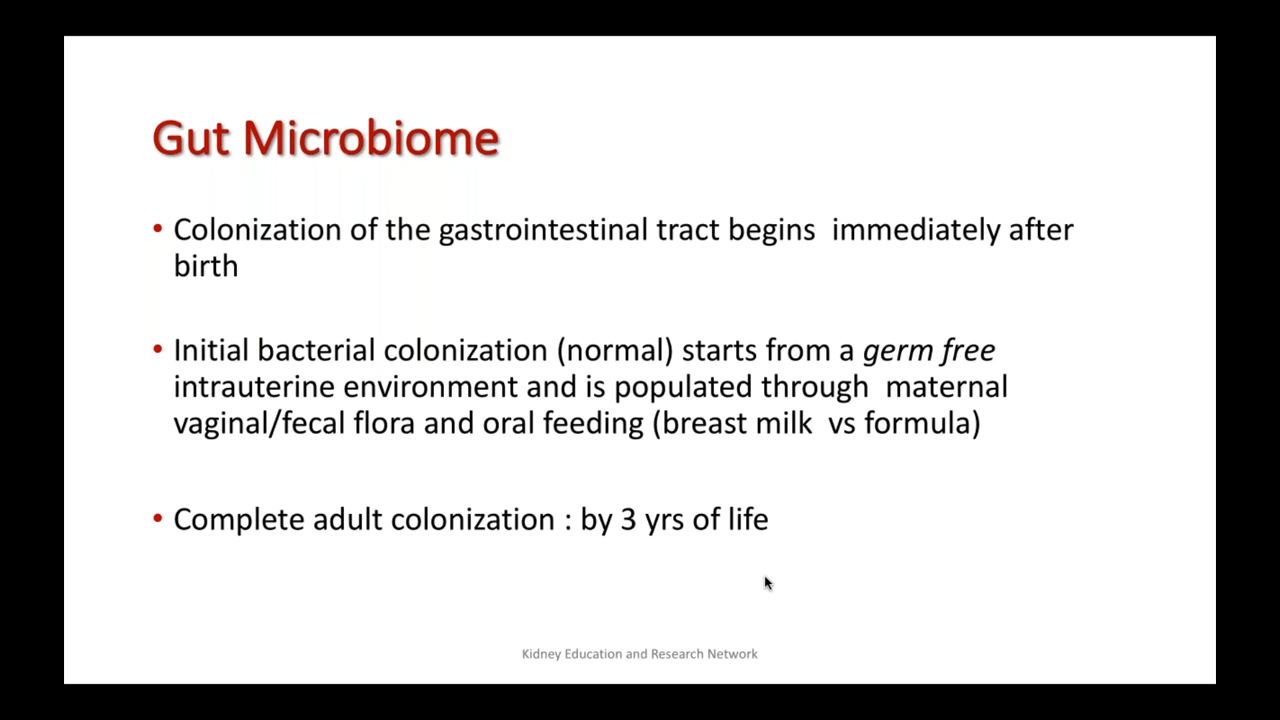 Gut Microbiome
• Colonization of the gastrointestinal tract begins  immediately after
birth
• Initial bacterial colonization (normal) starts from a germ free
intrauterine environment and is populated through  maternal
vaginal/fecal flora and oral feeding (breast milk  vs formula)
• Complete adult colonization : by 3 yrs of life
Kidney Education and Research Network